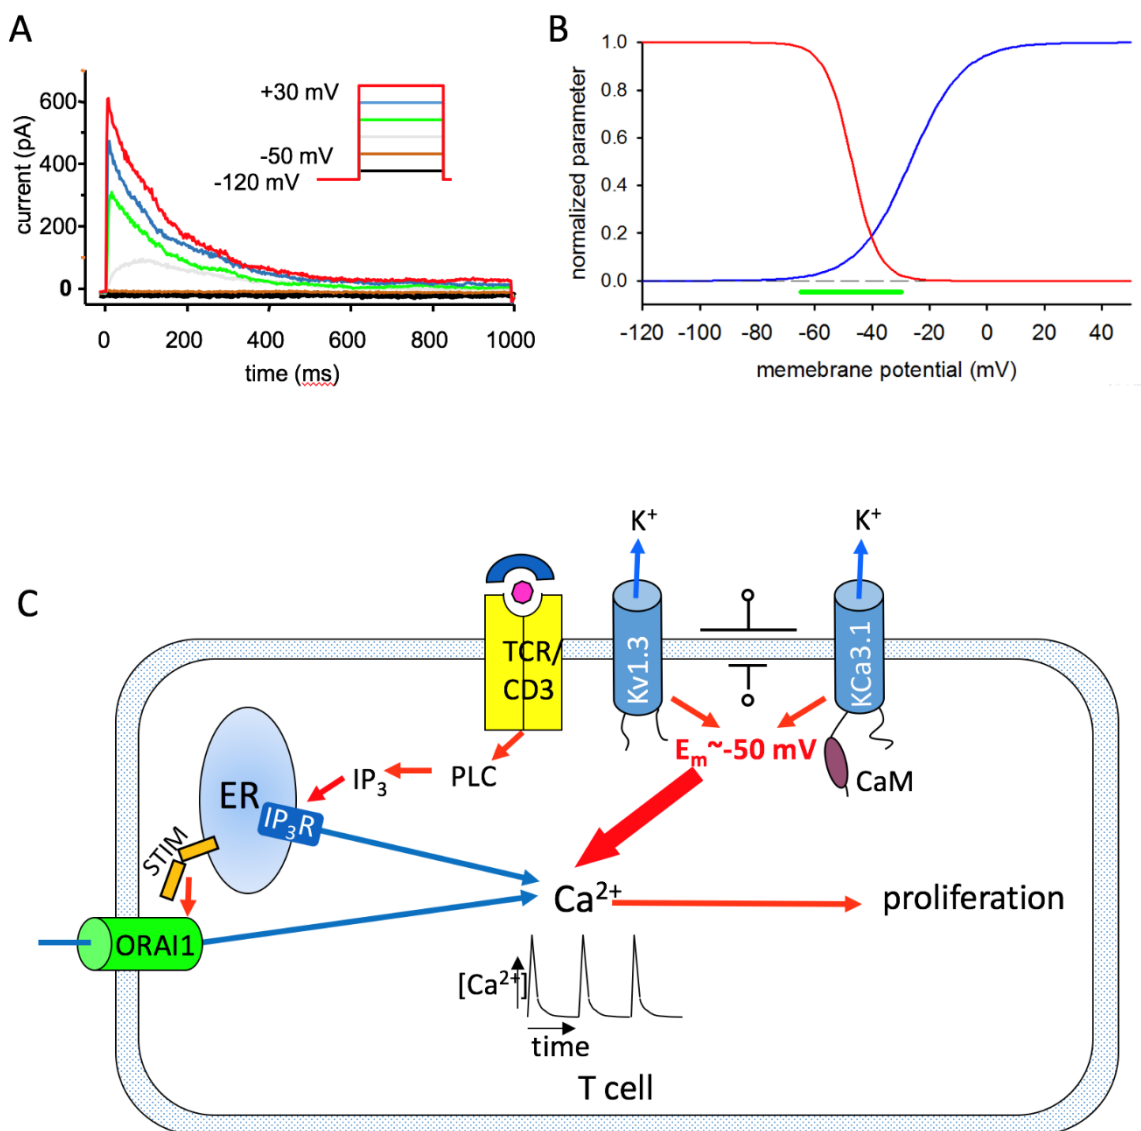 A
600
400
200
0
current (pA)
+30 mV
-50 mV
-120 mV
0
200
400
600
800
1000
time (ms)
B
1.0
0.8
0.6
0.4
0.2
0.0
normalized parameter
-120
-100
-80
-60
-40
-20
0
20
40
memebrane potential (mV)
C
K+
K+
TCR/
CD3
Kv1.3
KCa3.1
Em~-50 mV
CaM
PLC
IP3
ER
IP3R
STIM
ORAI1
Ca2+
proliferation
[Ca2+]
time
T cell